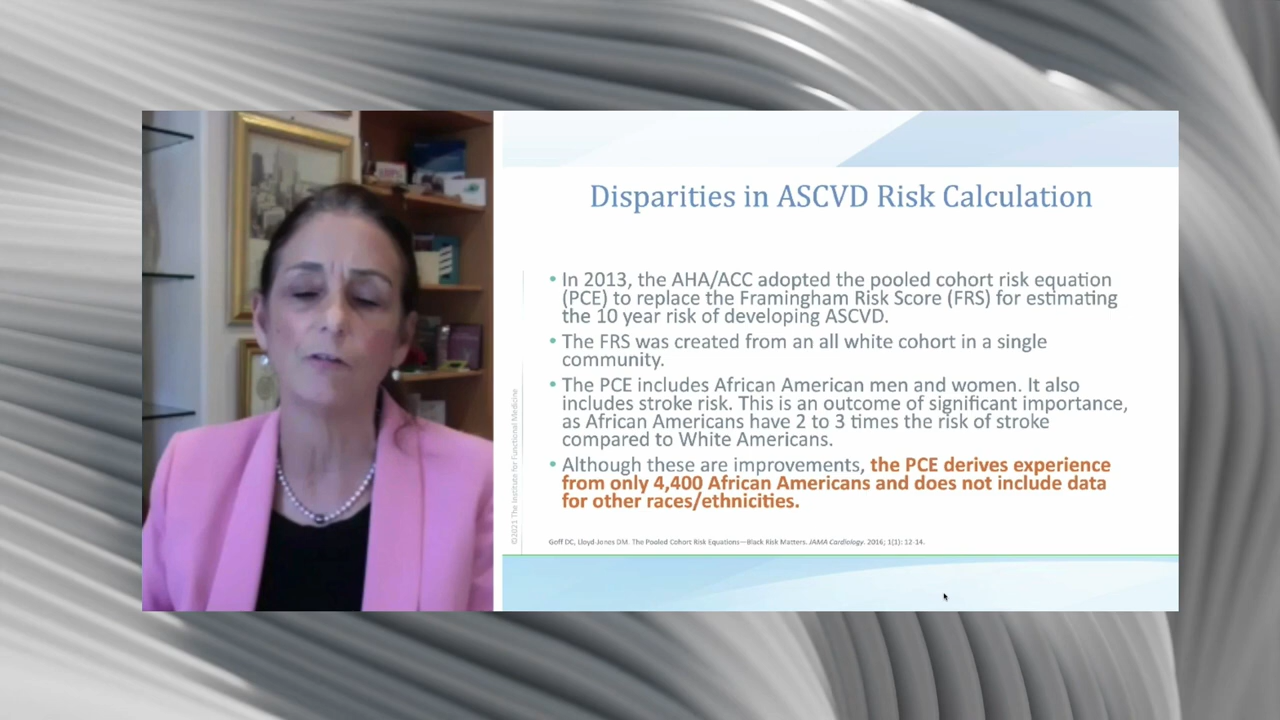 Disparities in ASCVD Risk Calculation
• In 2013, the AHA/ACC adopted the pooled cohort risk equation
(PCE) to replace the Framingham Risk Score (FRS) for estimating
the 10 year risk of developing ASCVD.
• The FRS was created from an all white cohort in a single
community.
• The PCE includes African American men and women. It also
includes stroke risk. This is an outcome of significant importance,
as African Americans have 2 to 3 times the risk of stroke
compared to White Americans.
• Although these are improvements, the PCE derives experience
from only 4,400 African Americans and does not include data
for other races/ethnicities.
Goff DC, Lloyd-Jones DM. The Pooled Cohort Risk Equations—Black Risk Matters. JAMA Cardiology. 2016; 1(1): 12-14.
©2021 The Institute for Functional Medicine